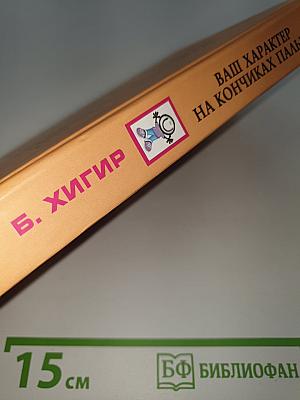 Б. ХИГИР
ВАШ ХАРАКТЕР
НА КОНЧИКАХ
15 см
БФ БИБЛИОФАН